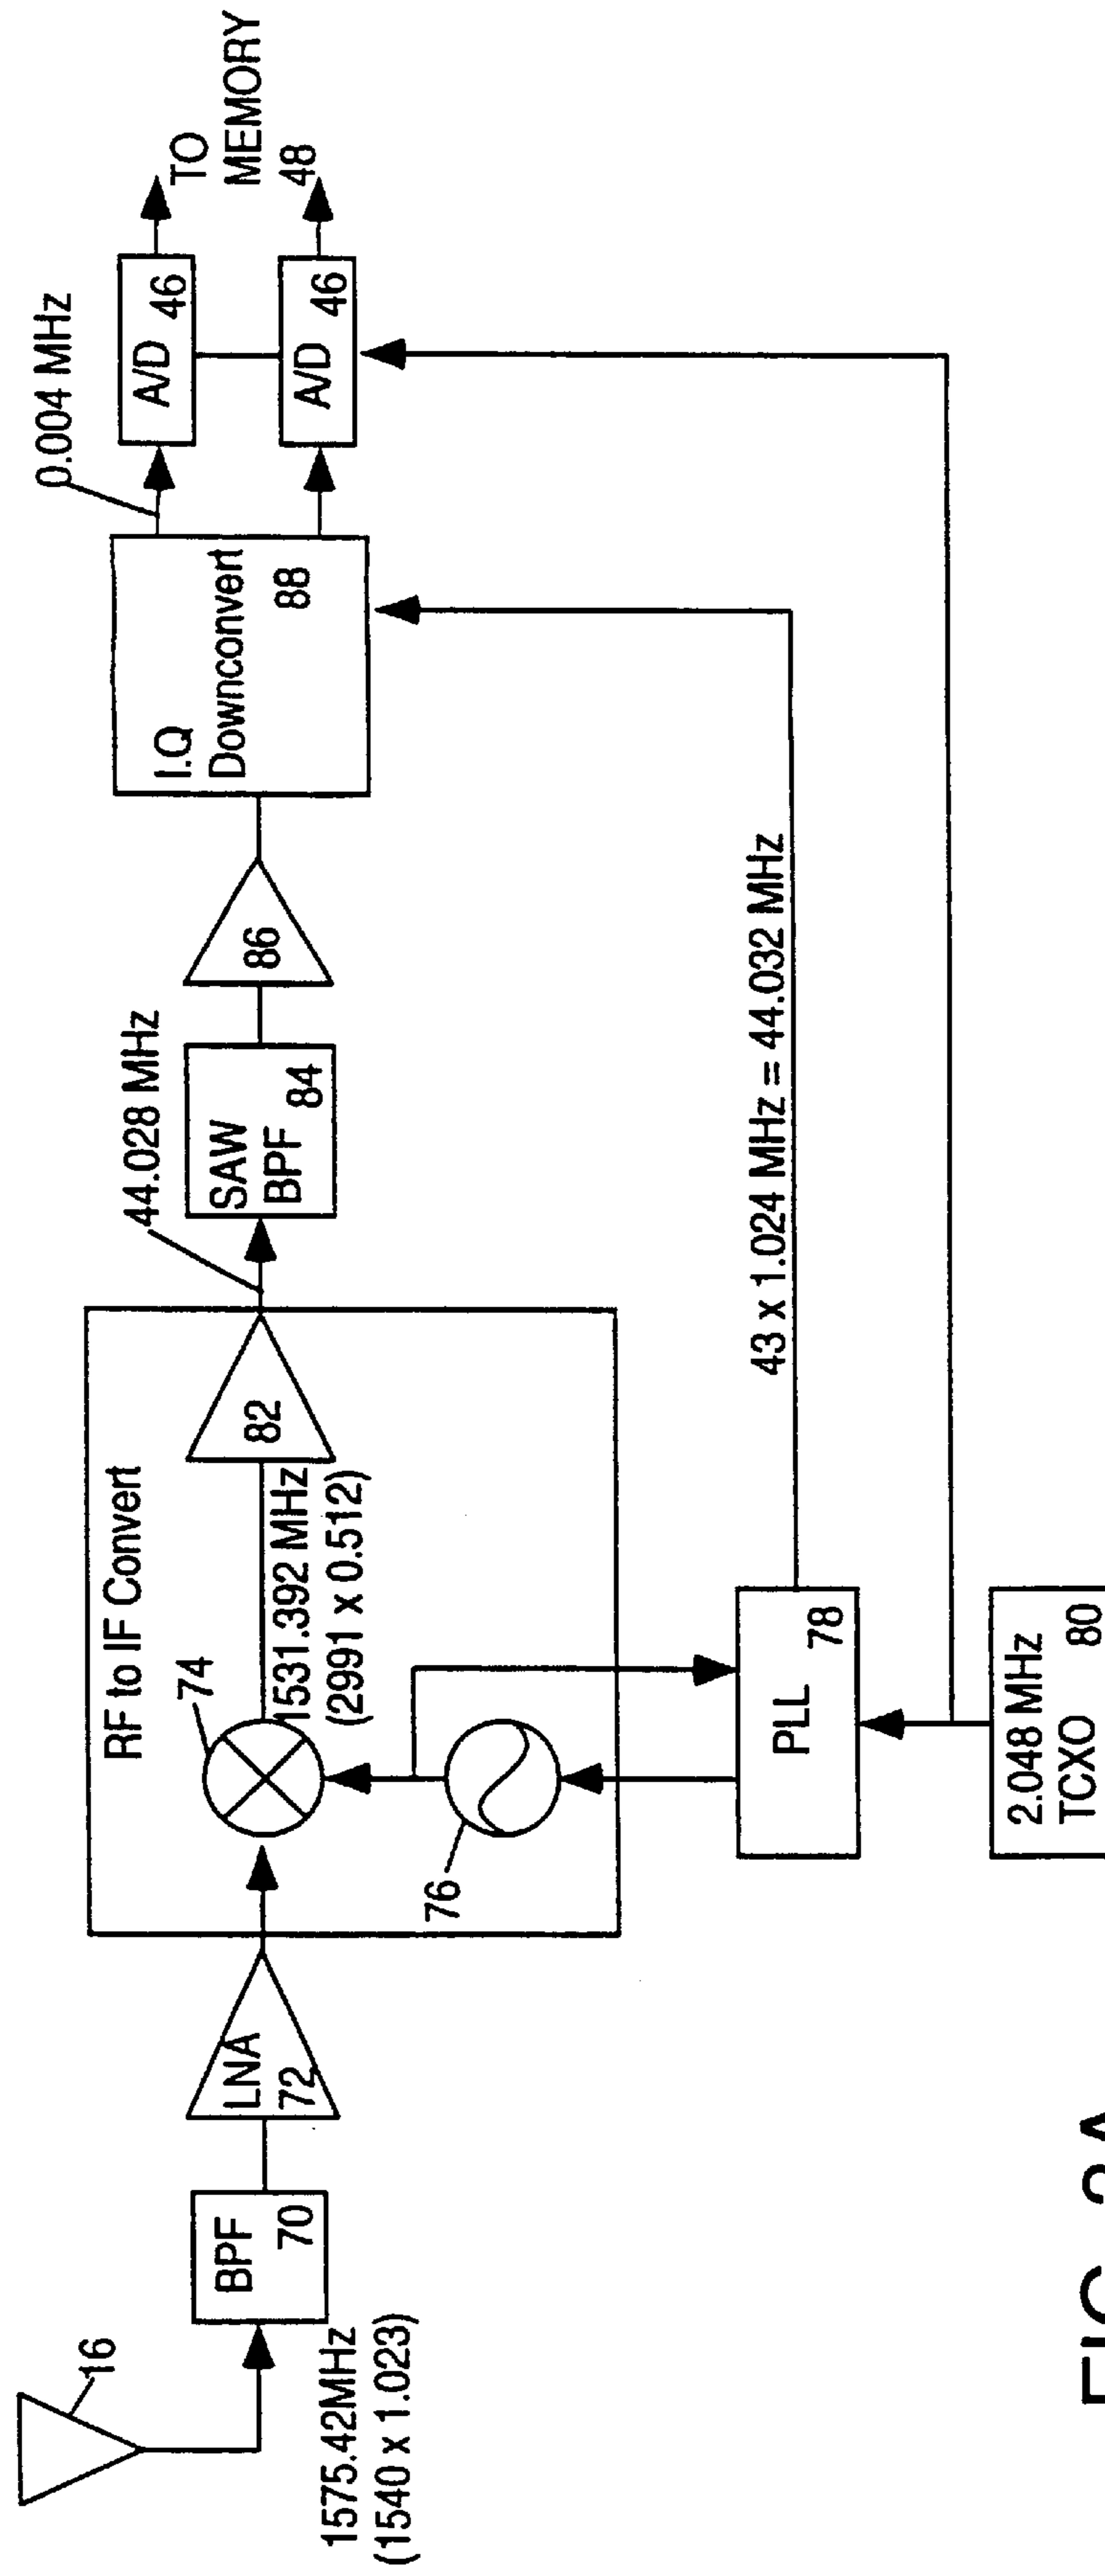 16
1575.42MHz
(1540 x 1.023)
BPF
70
LNA
72
RF to IF Convert
74
76
1531.392 MHz
(2991 x 0.512)
82
44.028 MHz
SAW
BPF
84
86
I.Q
Downconvert
88
0.004 MHz
A/D 46
A/D 46
TO
MEMORY
48
PLL
78
43 x 1.024 MHz = 44.032 MHz
2.048 MHz
TCXO
80